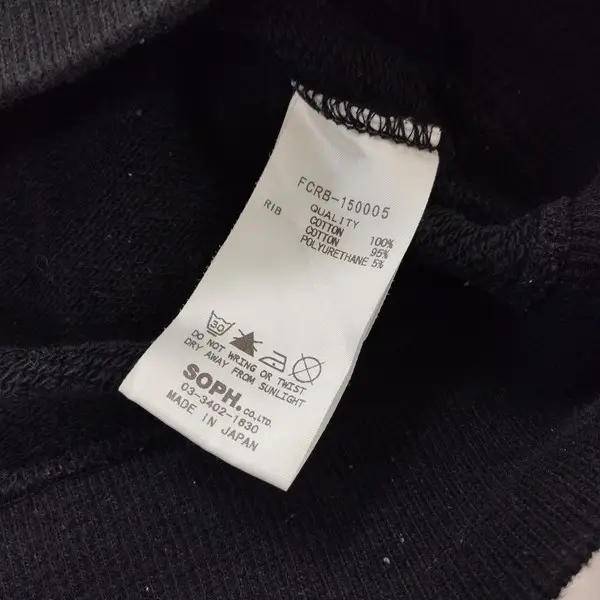 FCRB-150005
QUALITY
COTTON 100%
RIB COTTON 95%
POLYURETHANE 5%
30
DO NOT WRING OR TWIST
DRY AWAY FROM SUNLIGHT
SOPH.CO.,LTD.
03-3402-1630
MADE IN JAPAN